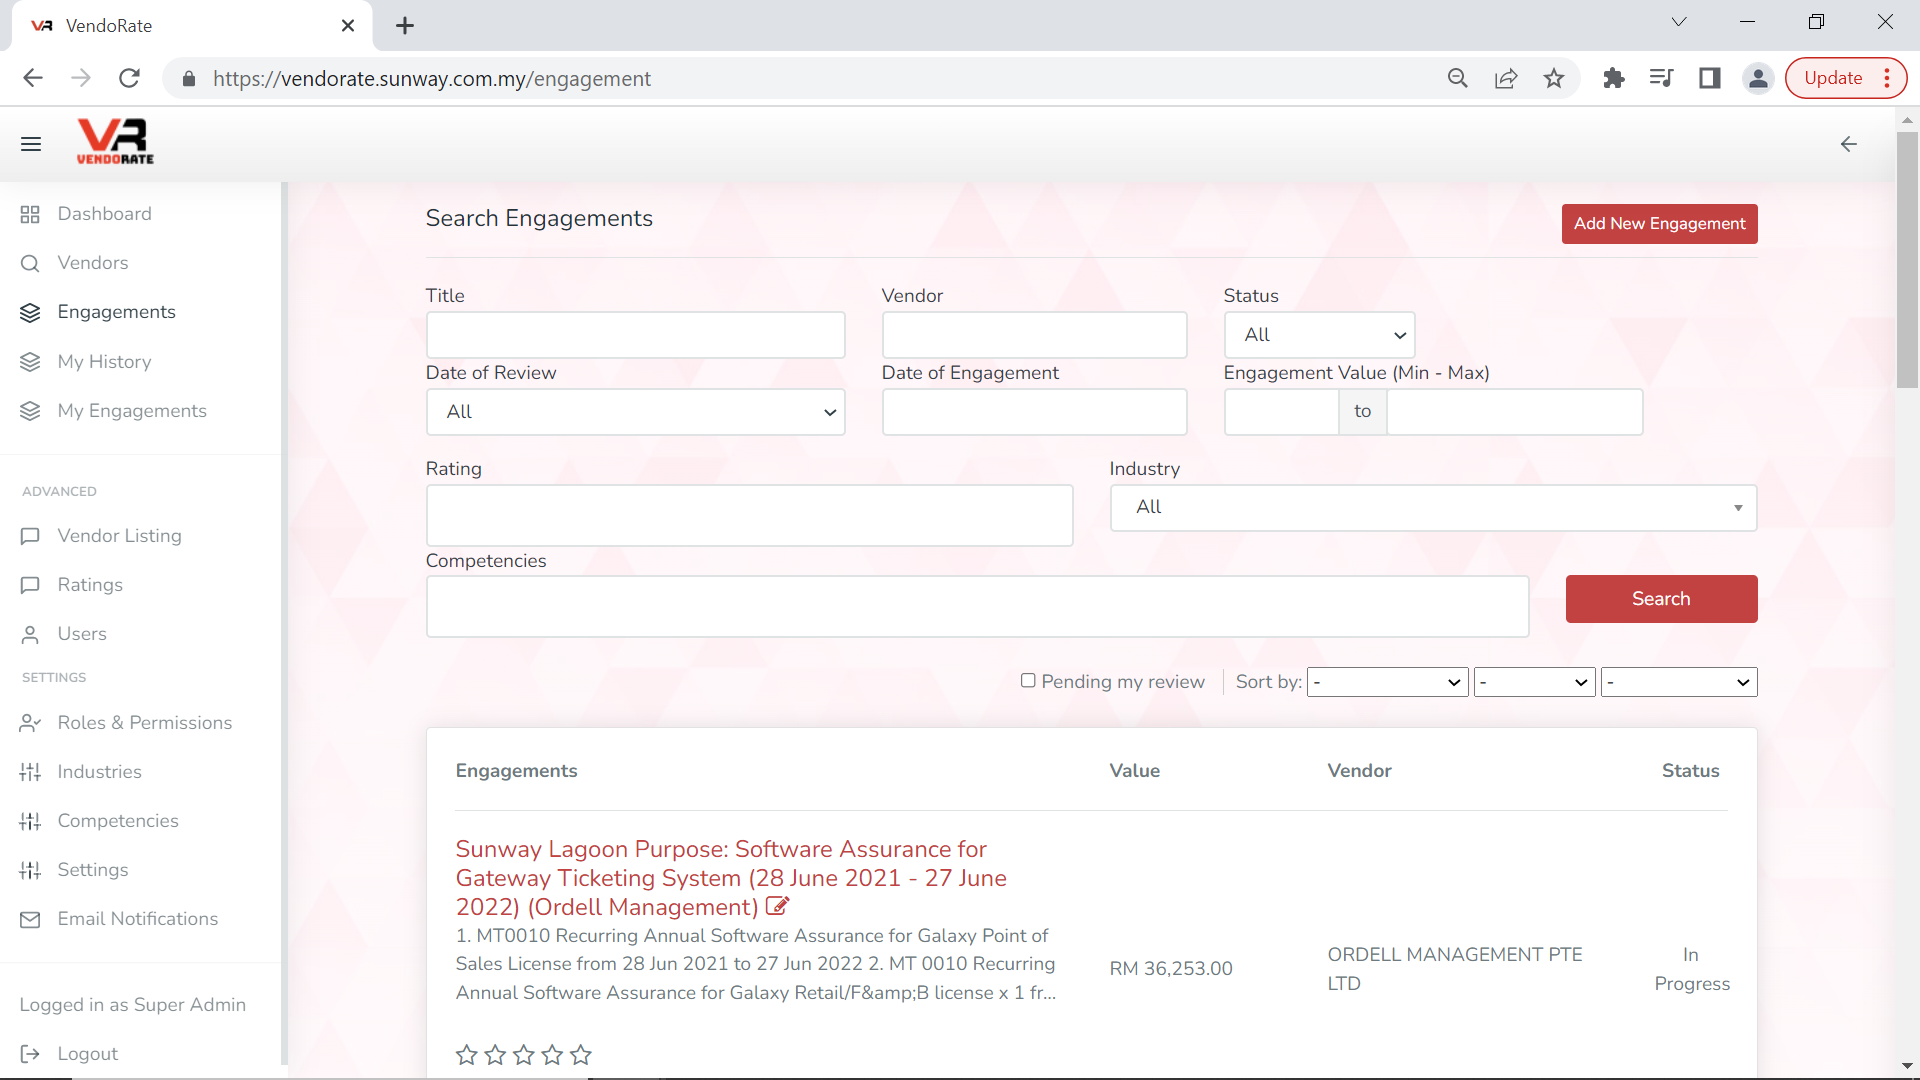 VendoRate
https://vendorate.sunway.com.my/engagement
Update
VR
VENDORATE
Dashboard
Vendors
Engagements
My History
My Engagements
ADVANCED
Vendor Listing
Ratings
Users
SETTINGS
Roles & Permissions
Industries
Competencies
Settings
Email Notifications
Logged in as Super Admin
Logout
Search Engagements
Add New Engagement
Title
Vendor
Status
All
Date of Review
Date of Engagement
Engagement Value (Min - Max)
All
to
Rating
Industry
All
Competencies
Search
Pending my review
Sort by: - - -
Engagements Value Vendor Status
Sunway Lagoon Purpose: Software Assurance for
Gateway Ticketing System (28 June 2021 - 27 June
2022) (Ordell Management)
1. MT0010 Recurring Annual Software Assurance for Galaxy Point of
Sales License from 28 Jun 2021 to 27 Jun 2022 2. MT 0010 Recurring
Annual Software Assurance for Galaxy Retail/F&amp;B license x 1 fr...
RM 36,253.00
ORDELL MANAGEMENT PTE
LTD
In
Progress